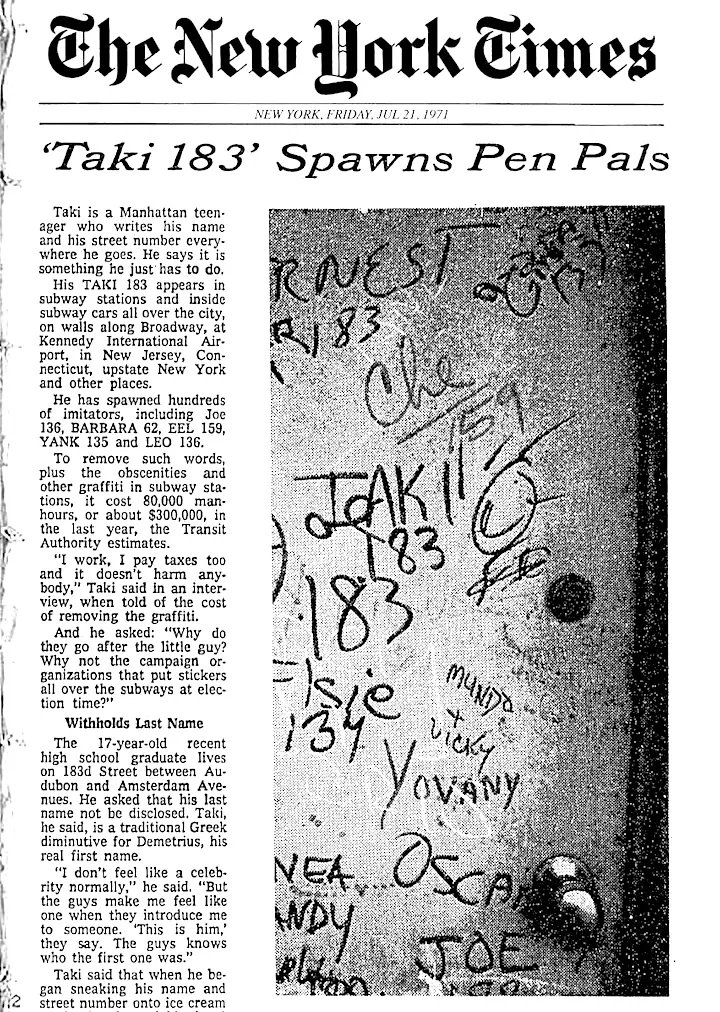 The New York Times
NEW YORK, FRIDAY, JUL 21, 1971
‘Taki 183’ Spawns Pen Pals
Taki is a Manhattan teen-
ager who writes his name
and his street number every-
where he goes. He says it is
something he just has to do.
His TAKI 183 appears in
subway stations and inside
subway cars all over the city,
on walls along Broadway, at
Kennedy International Air-
port, in New Jersey, Con-
necticut, upstate New York
and other places.
He has spawned hundreds
of imitators, including Joe
136, BARBARA 62, EEL 159,
YANK 135 and LEO 136.
To remove such words,
plus the obscenities and
other graffiti in subway sta-
tions, it cost 80,000 man-
hours, or about $300,000, in
the last year, the Transit
Authority estimates.
“I work, I pay taxes too
and it doesn’t harm any-
body,” Taki said in an inter-
view, when told of the cost
of removing the graffiti.
And he asked: “Why do
they go after the little guy?
Why not the campaign or-
ganizations that put stickers
all over the subways at elec-
tion time?”
Withholds Last Name
The 17-year-old recent
high school graduate lives
on 183d Street between Au-
dubon and Amsterdam Ave-
nues. He asked that his last
name not be disclosed. Taki,
he said, is a traditional Greek
diminutive for Demetrius, his
real first name.
“I don’t feel like a celeb-
rity normally,” he said. “But
the guys make me feel like
one when they introduce me
to someone. ‘This is him,’
they say. The guys knows
who the first one was.”
Taki said that when he be-
gan sneaking his name and
street number onto ice cream
RNEST
183
Che
159
TAKI
183
183
Elsie
134
MUNDO
+
VICKY
YOVANY
OSCAR
NDY
JOE